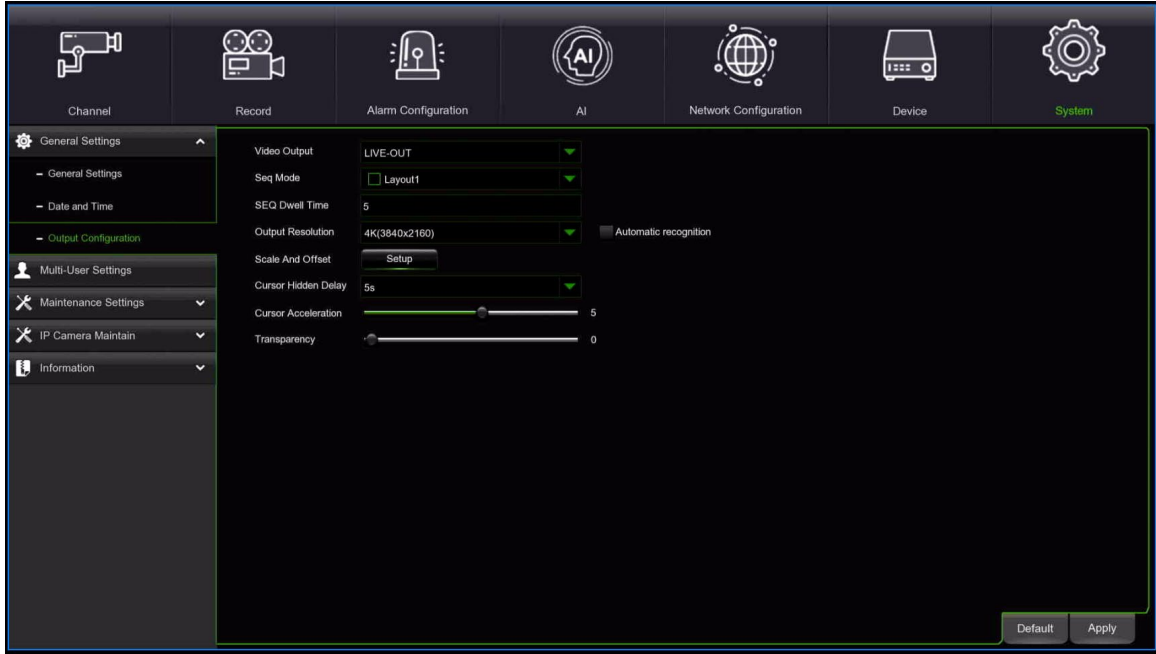 AI
Channel
Record
Alarm Configuration
AI
Network Configuration
Device
System
General Settings
General Settings
Date and Time
Output Configuration
Multi-User Settings
Maintenance Settings
IP Camera Maintain
Information
Video Output LIVE-OUT
Seq Mode Layout1
SEQ Dwell Time 5
Output Resolution 4K(3840x2160) Automatic recognition
Scale And Offset Setup
Cursor Hidden Delay 5s
Cursor Acceleration 5
Transparency 0
Default Apply